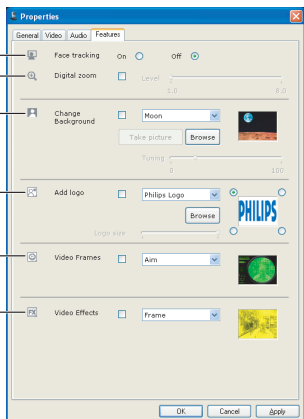 Properties
General Video Audio Features
Face tracking On Off
Digital zoom Level
1.0 8.0
Change Background Moon
Take picture Browse
Tuning
0 100
Add logo Philips Logo
Browse
PHILIPS
Logo size
Video Frames Aim
FX Video Effects Frame
OK Cancel Apply